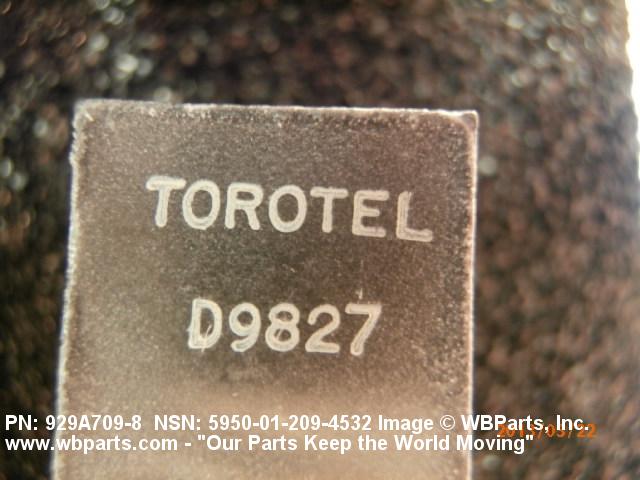 TOROTEL
D9827
PN: 929A709-8 NSN: 5950-01-209-4532 Image © WBParts, Inc.
www.wbparts.com - "Our Parts Keep the World Moving"